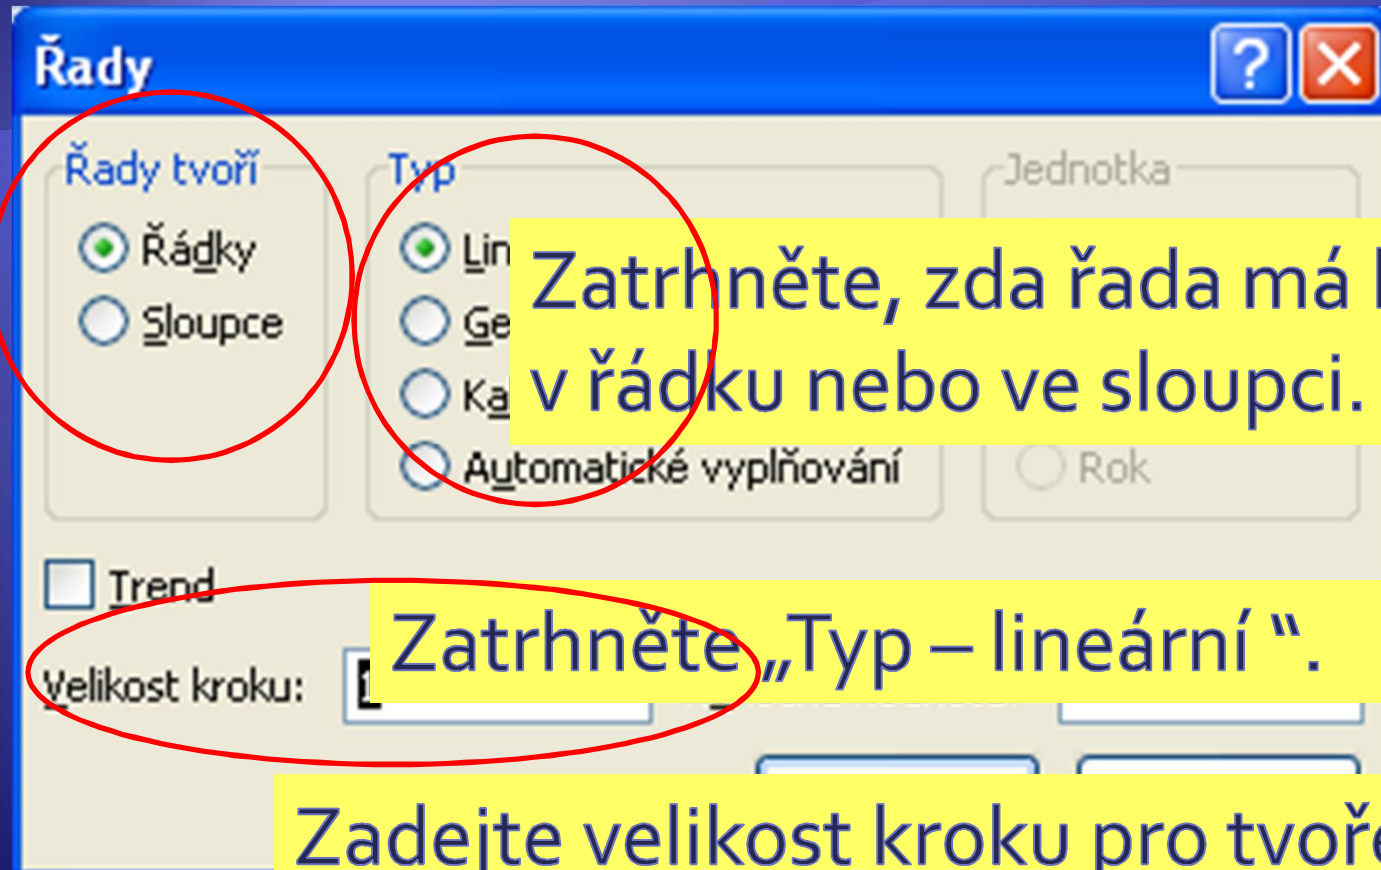 Řady
Řady tvoří
Typ
Jednotka
Řádky
Sloupce
Automatické vyplňování
Rok
Zatrhněte, zda řada má
v řádku nebo ve sloupci.
Trend
Zatrhněte „Typ – lineární “.
Velikost kroku:
Zadejte velikost kroku pro